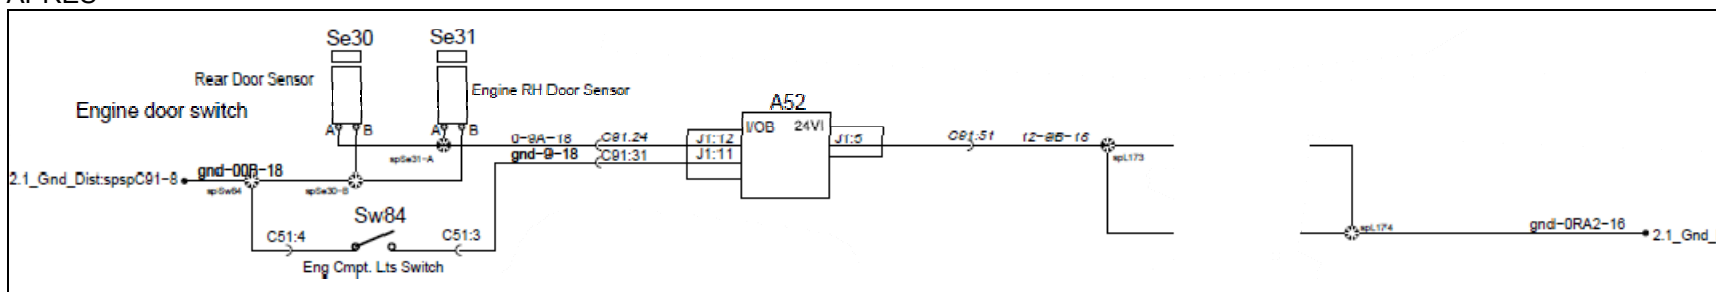 Se30
Se31
Rear Door Sensor
Engine RH Door Sensor
Engine door switch
A52
A B
A B
I/OB 24VI
0-9A-18 C91:24 J1:12
J1:5
C91:51 12-9B-16
spSe31-A
gnd-9-18 C91:31 J1:11
spL173
gnd-00R-18
2.1_Gnd_Dist:spspC91-8
spSw84
spSe30-B
Sw84
C51:4
C51:3
Eng Cmpt. Lts Switch
spL174
gnd-0RA2-16
2.1_Gnd_